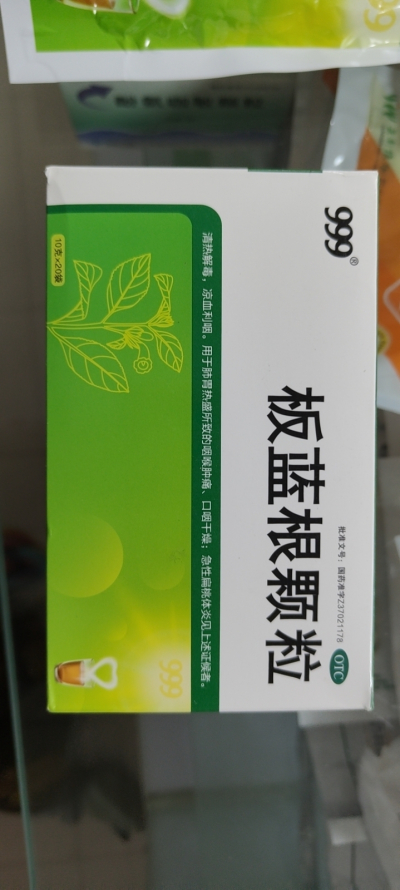 999®
板蓝根颗粒
批准文号：国药准字Z37021178
OTC
清热解毒，凉血利咽。用于肺胃热盛所致的咽喉肿痛、口咽干燥；急性扁桃体炎见上述证候者。
10克×20袋
999